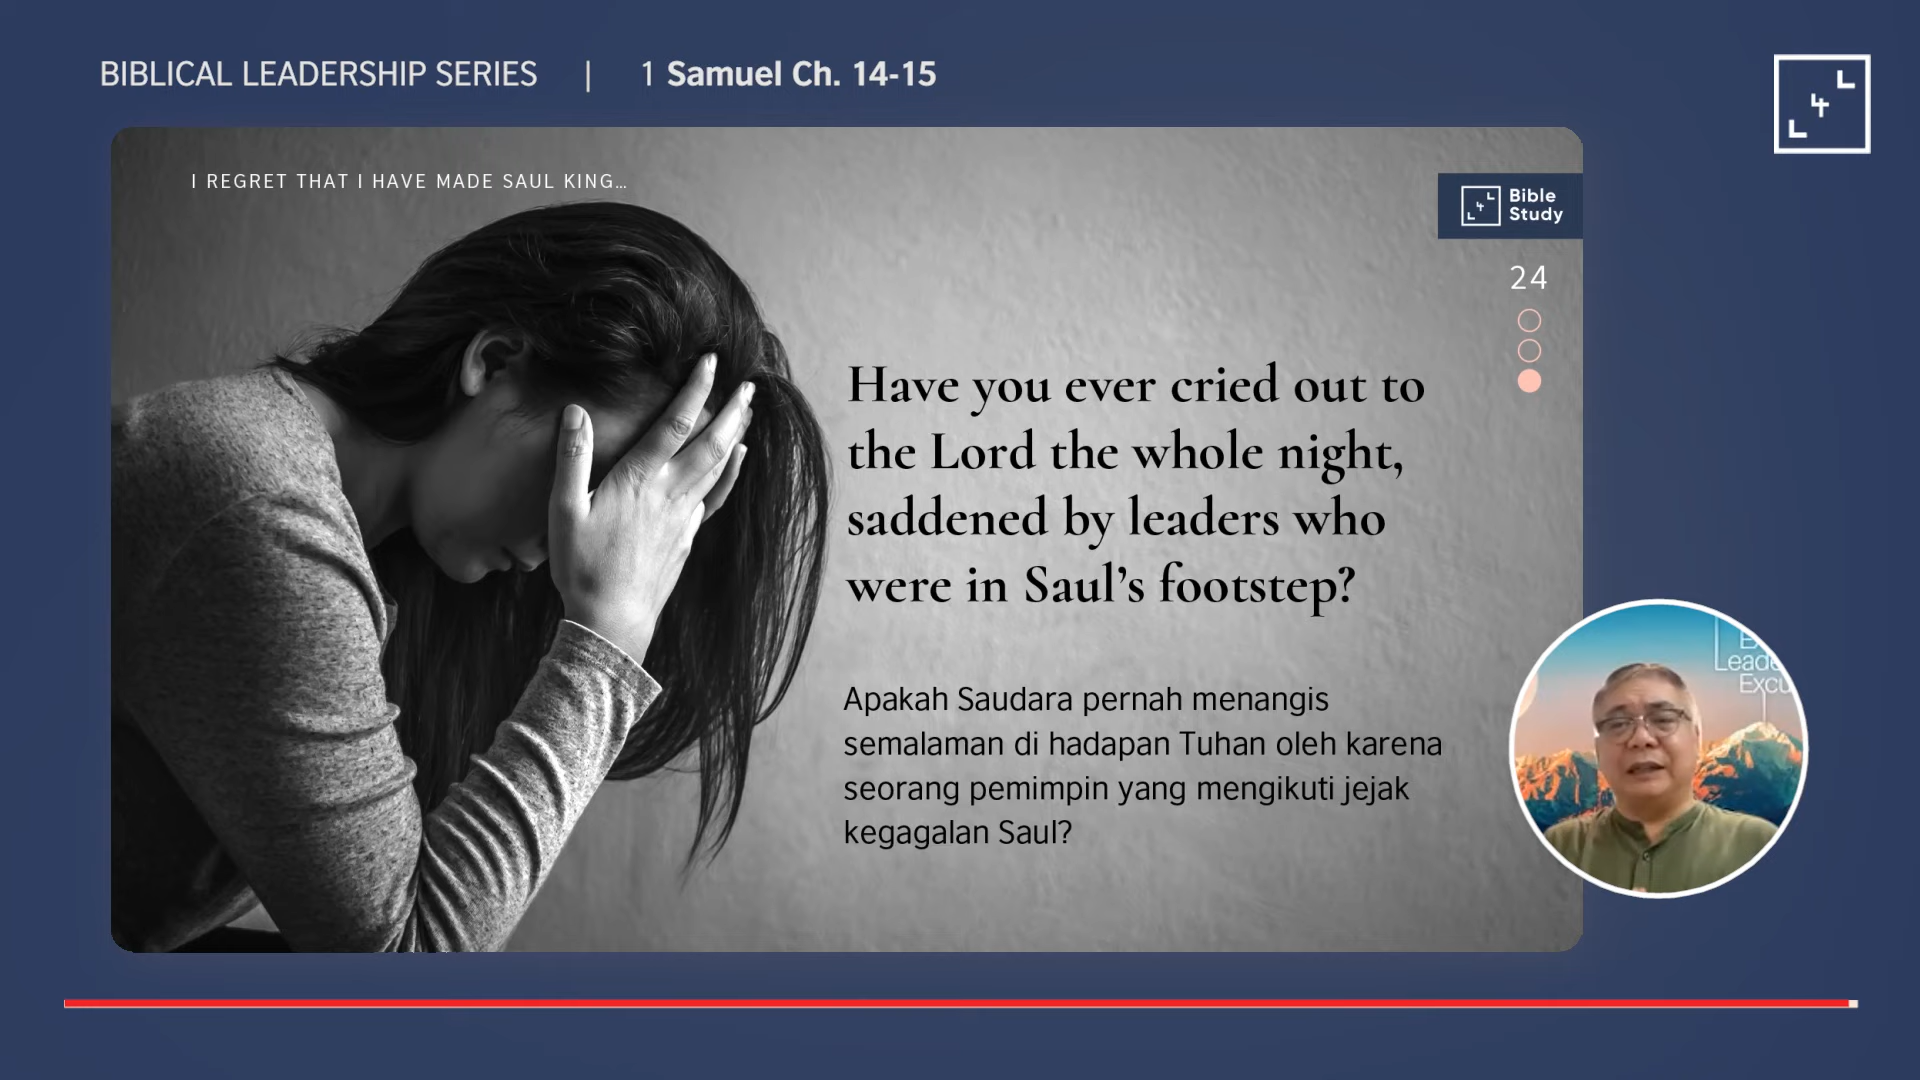 BIBLICAL LEADERSHIP SERIES | 1 Samuel Ch. 14-15
I REGRET THAT I HAVE MADE SAUL KING...
Bible
Study
24
Have you ever cried out to
the Lord the whole night,
saddened by leaders who
were in Saul’s footstep?
Apakah Saudara pernah menangis
semalaman di hadapan Tuhan oleh karena
seorang pemimpin yang mengikuti jejak
kegagalan Saul?
Leade
Excu